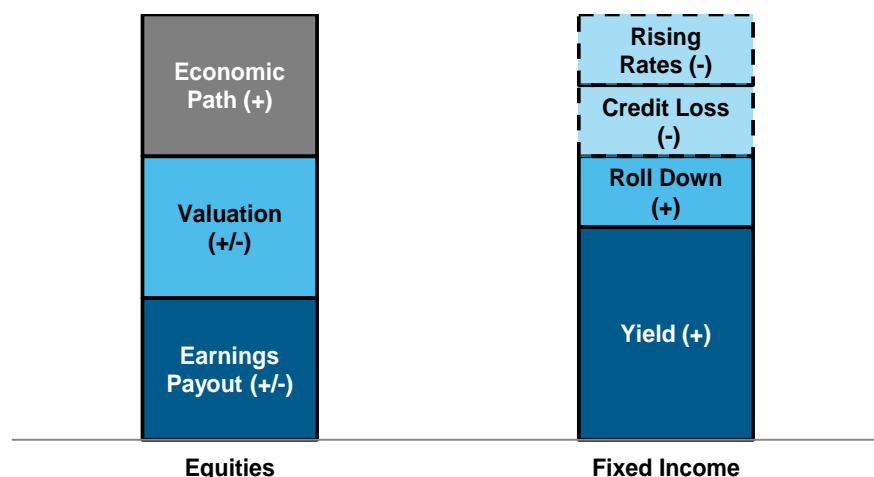 Economic
Path (+)
Valuation
(+/-)
Earnings
Payout (+/-)
Equities
Rising
Rates (-)
Credit Loss
(-)
Roll Down
(+)
Yield (+)
Fixed Income